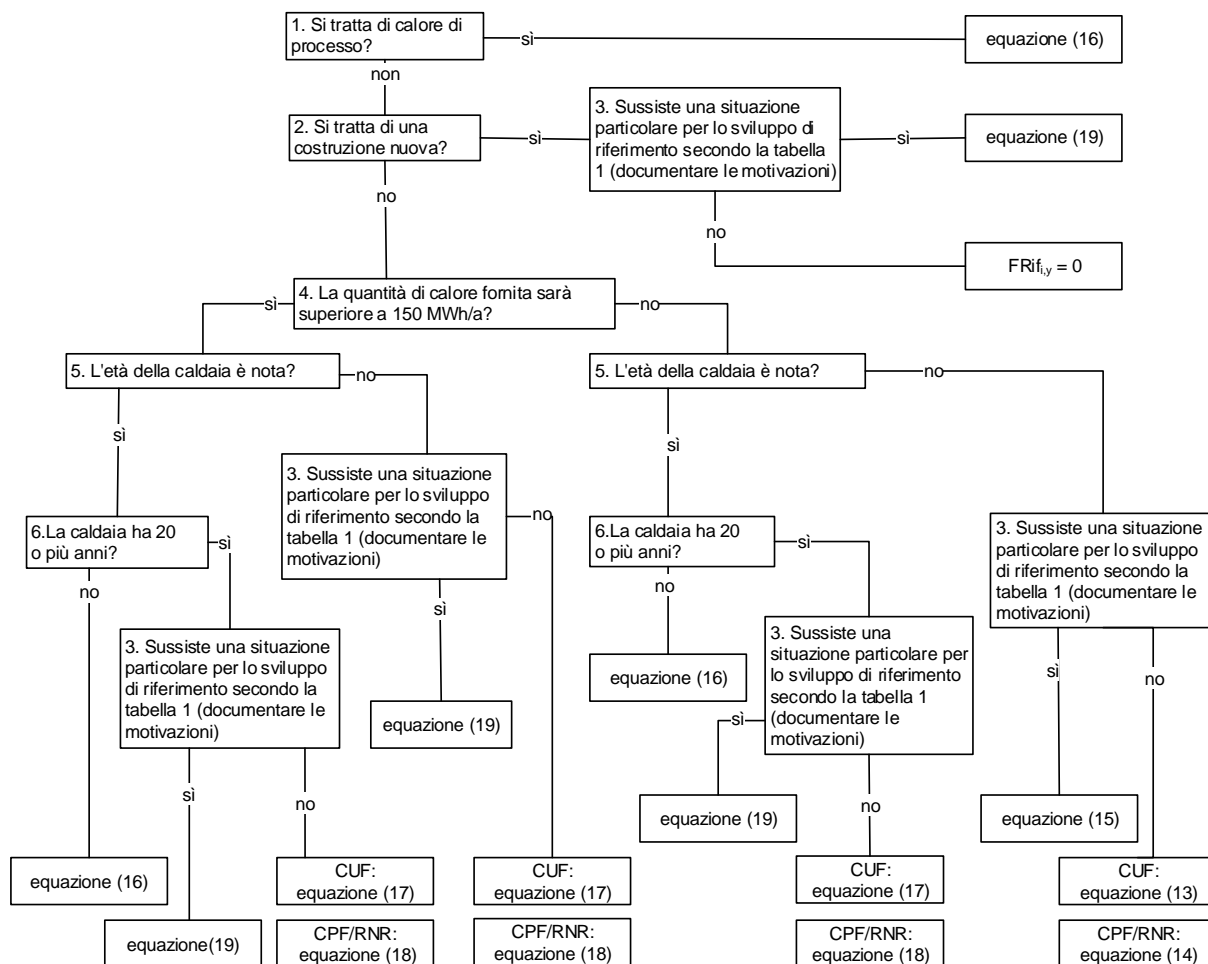 1. Si tratta di calore di
processo?
sì
equazione (16)
non
2. Si tratta di una
costruzione nuova?
sì
3. Sussiste una situazione
particolare per lo sviluppo di
riferimento secondo la tabella
1 (documentare le motivazioni)
sì
equazione (19)
no
no
FRif i,y = 0
4. La quantità di calore fornita sarà
superiore a 150 MWh/a?
sì
no
5. L'età della caldaia è nota?
no
5. L'età della caldaia è nota?
no
sì
sì
3. Sussiste una situazione
particolare per lo sviluppo
di riferimento secondo la
tabella 1 (documentare le
motivazioni)
no
sì
6.La caldaia ha 20
o più anni?
sì
no
6.La caldaia ha 20
o più anni?
sì
no
3. Sussiste una situazione
particolare per lo sviluppo
di riferimento secondo la
tabella 1 (documentare le
motivazioni)
sì
no
3. Sussiste una situazione
particolare per lo sviluppo
di riferimento secondo la
tabella 1 (documentare le
motivazioni)
sì
no
equazione (19)
equazione (16)
3. Sussiste una
situazione particolare per
lo sviluppo di riferimento
secondo la tabella 1
(documentare le
motivazioni)
sì
no
equazione (19)
equazione (15)
equazione (16)
equazione(19)
CUF:
equazione (17)
CPF/RNR:
equazione (18)
CUF:
equazione (17)
CPF/RNR:
equazione (18)
CUF:
equazione (17)
CPF/RNR:
equazione (18)
CUF:
equazione (13)
CPF/RNR:
equazione (14)